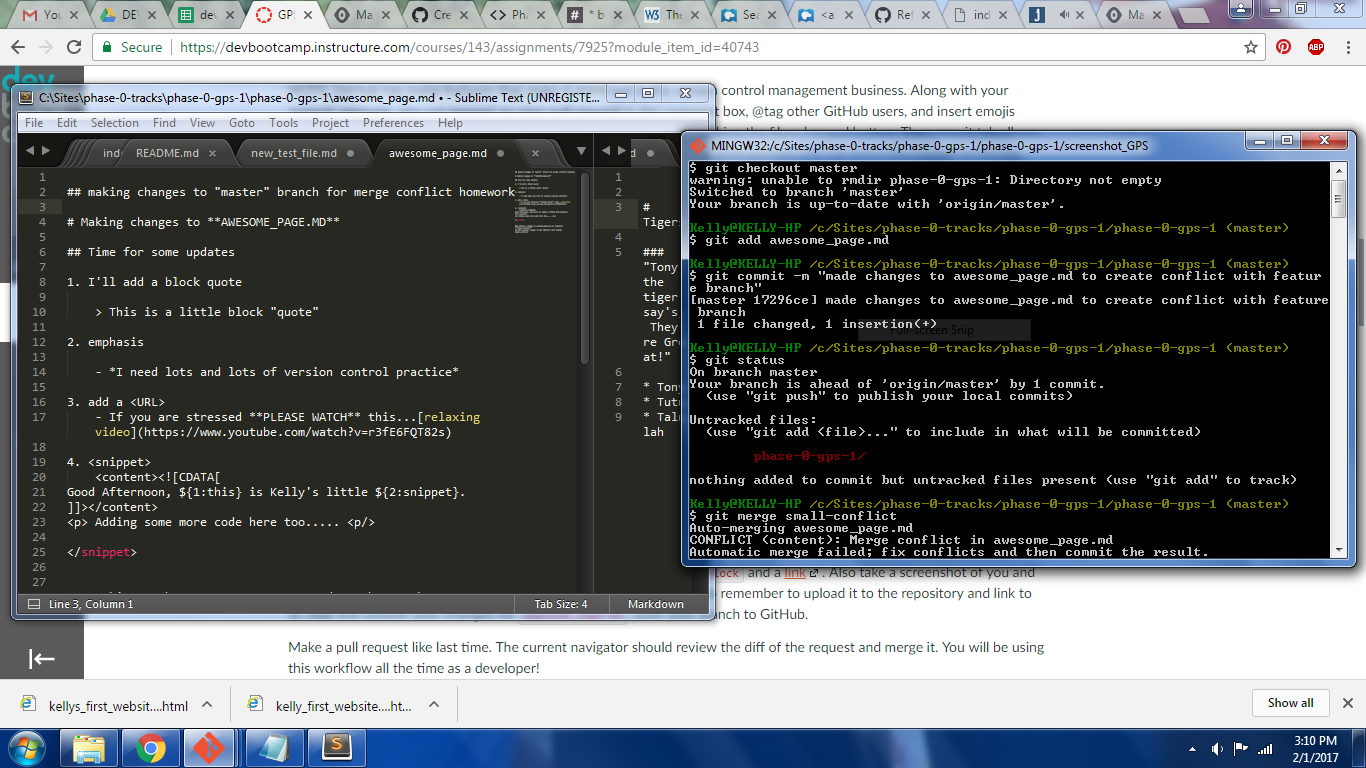 You
DEV
dev
GPS
Ma
Cre
Pha
* b
The
Sea
<a
Ref
ind
Ma
Secure
https://devbootcamp.instructure.com/courses/143/assignments/7925?module_item_id=40743
ABP
dev
control management business. Along with your
box, @tag other GitHub users, and insert emojis
C:\Sites\phase-0-tracks\phase-0-gps-1\phase-0-gps-1\awesome_page.md • - Sublime Text (UNREGISTE...
File Edit Selection Find View Goto Tools Project Preferences Help
ind README.md new_test_file.md awesome_page.md
1
2 ## making changes to "master" branch for merge conflict homework
3
4 # Making changes to **AWESOME_PAGE.MD**
5
6 ## Time for some updates
7
8 1. I'll add a block quote
9
10 > This is a little block "quote"
11
12 2. emphasis
13
14 - *I need lots and lots of version control practice*
15
16 3. add a <URL>
17 - If you are stressed **PLEASE WATCH** this...[relaxing
video](https://www.youtube.com/watch?v=r3fE6FQT82s)
18
19 4. <snippet>
20 <content><![CDATA[
21 Good Afternoon, ${1:this} is Kelly's little ${2:snippet}.
22 ]]></content>
23 <p> Adding some more code here too..... <p/>
24
25 </snippet>
26
27
d
1
2
3 #
Tigers
4
5 ###
"Tony
the
tiger
say's
They
re Gre
at!"
6
7 * Tony
8 * Tutu
9 * Talu
lah
Line 3, Column 1
Tab Size: 4
Markdown
MINGW32:/c/Sites/phase-0-tracks/phase-0-gps-1/phase-0-gps-1/screenshot_GPS
$ git checkout master
warning: unable to rmdir phase-0-gps-1: Directory not empty
Switched to branch 'master'
Your branch is up-to-date with 'origin/master'.
Kelly@KELLY-HP /c/Sites/phase-0-tracks/phase-0-gps-1/phase-0-gps-1 (master)
$ git add awesome_page.md
Kelly@KELLY-HP /c/Sites/phase-0-tracks/phase-0-gps-1/phase-0-gps-1 (master)
$ git commit -m "made changes to awesome_page.md to create conflict with featur
e branch"
[master 17296ce] made changes to awesome_page.md to create conflict with feature
branch
1 file changed, 1 insertion(+)
Full-screen Snip
Kelly@KELLY-HP /c/Sites/phase-0-tracks/phase-0-gps-1/phase-0-gps-1 (master)
$ git status
On branch master
Your branch is ahead of 'origin/master' by 1 commit.
(use "git push" to publish your local commits)
Untracked files:
(use "git add <file>..." to include in what will be committed)
phase-0-gps-1/
nothing added to commit but untracked files present (use "git add" to track)
Kelly@KELLY-HP /c/Sites/phase-0-tracks/phase-0-gps-1/phase-0-gps-1 (master)
$ git merge small-conflict
Auto-merging awesome_page.md
CONFLICT (content): Merge conflict in awesome_page.md
Automatic merge failed; fix conflicts and then commit the result.
lock and a link . Also take a screenshot of you and
remember to upload it to the repository and link to
anch to GitHub.
Make a pull request like last time. The current navigator should review the diff of the request and merge it. You will be using
this workflow all the time as a developer!
kellys_first_websit....html
kelly_first_website....ht...
Show all
3:10 PM
2/1/2017